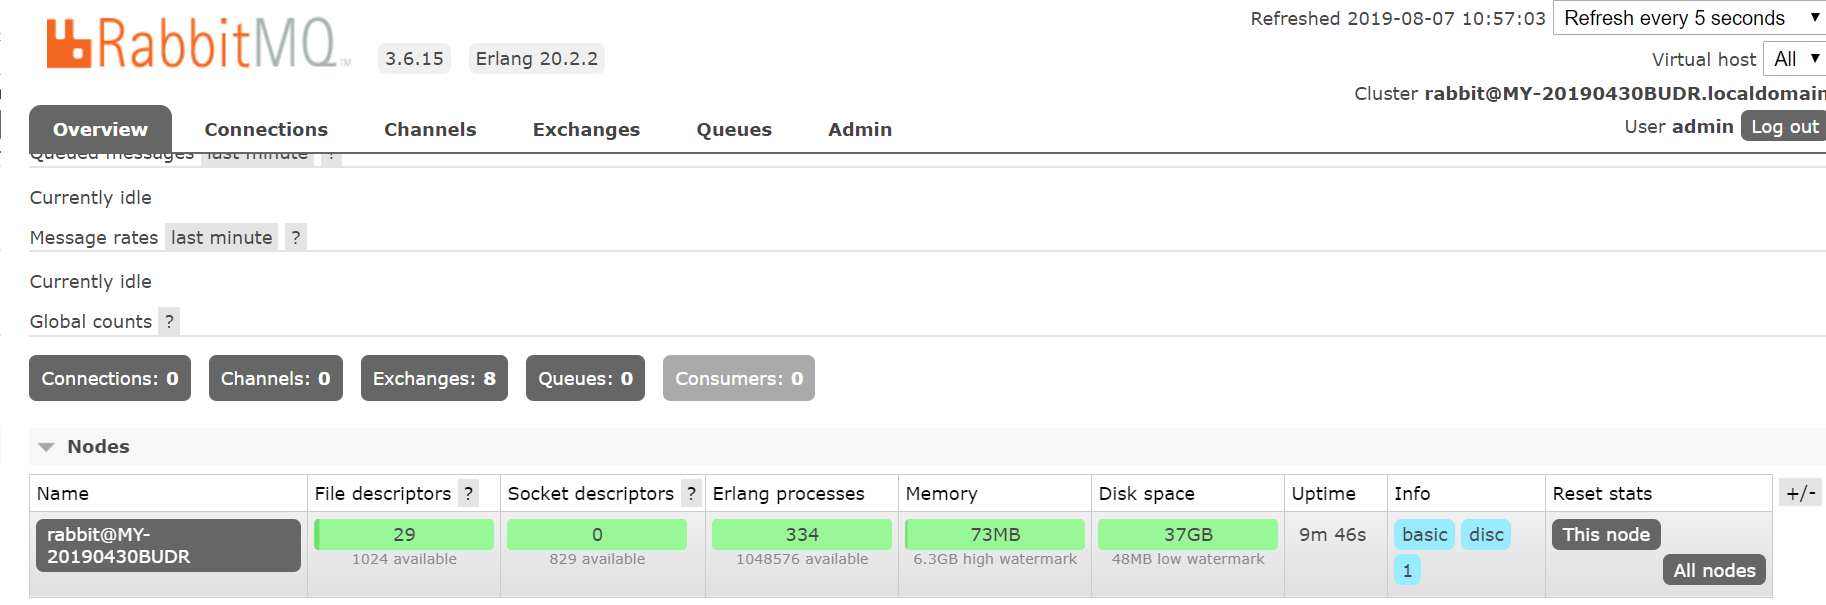 RabbitMQ™
3.6.15
Erlang 20.2.2
Refreshed 2019-08-07 10:57:03
Refresh every 5 seconds
Virtual host
All
Cluster rabbit@MY-20190430BUDR.localdomain
User admin
Log out
Overview
Connections
Channels
Exchanges
Queues
Admin
Queued messages last minute ?
Currently idle
Message rates last minute ?
Currently idle
Global counts ?
Connections: 0
Channels: 0
Exchanges: 8
Queues: 0
Consumers: 0
Nodes
Name
File descriptors ?
Socket descriptors ?
Erlang processes
Memory
Disk space
Uptime
Info
Reset stats
+/-
rabbit@MY-
20190430BUDR
29
1024 available
0
829 available
334
1048576 available
73MB
6.3GB high watermark
37GB
48MB low watermark
9m 46s
basic
disc
1
This node
All nodes